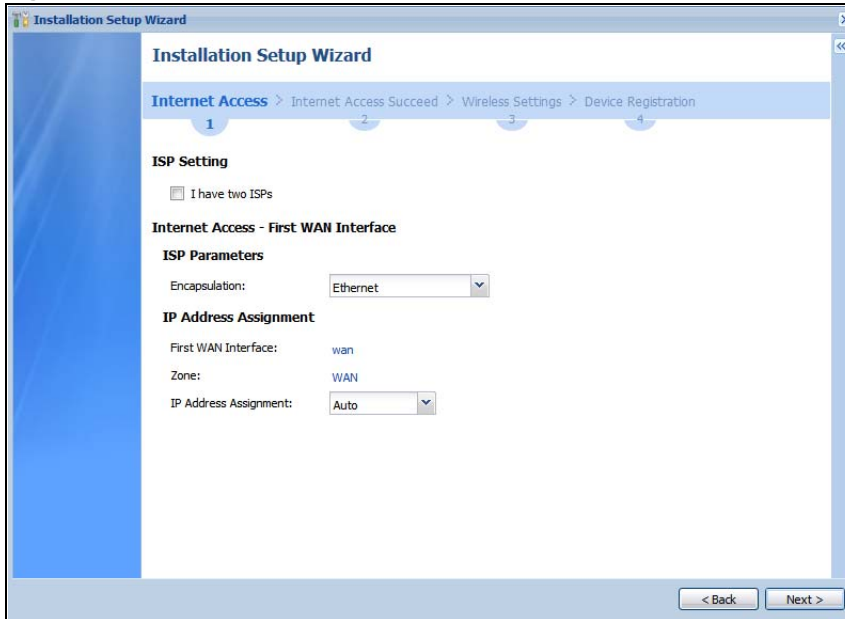 Installation Setup Wizard
Installation Setup Wizard
Internet Access > Internet Access Succeed > Wireless Settings > Device Registration
1 2 3 4
ISP Setting
I have two ISPs
Internet Access - First WAN Interface
ISP Parameters
Encapsulation: Ethernet
IP Address Assignment
First WAN Interface: wan
Zone: WAN
IP Address Assignment: Auto
< Back Next >